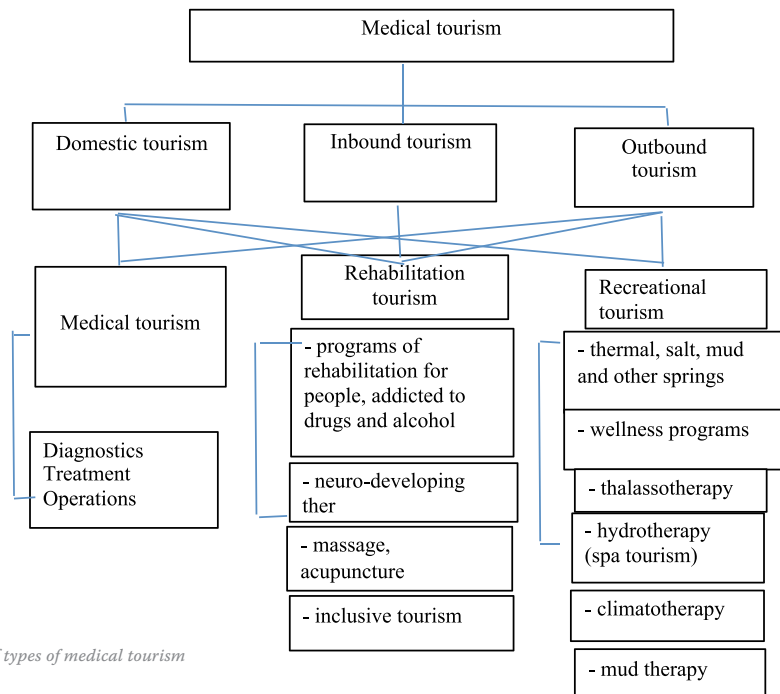 Medical tourism
Domestic tourism
Inbound tourism
Outbound
tourism
Medical tourism
Rehabilitation
tourism
Recreational
tourism
Diagnostics
Treatment
Operations
- programs of
rehabilitation for
people, addicted to
drugs and alcohol
- neuro-developing
ther
- massage,
acupuncture
- inclusive tourism
- thermal, salt, mud
and other springs
- wellness programs
- thalassotherapy
- hydrotherapy
(spa tourism)
- climatotherapy
- mud therapy
types of medical tourism